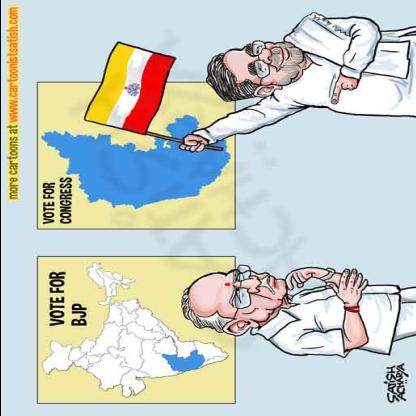 more cartoons at www.cartoonistsatish.com
VOTE FOR
CONGRESS
VOTE FOR
BJP
SATISH
ACHARYA